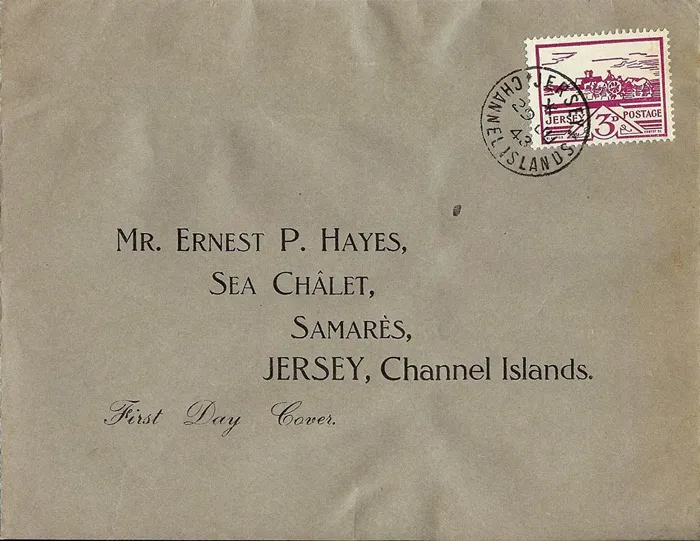 JERSEY
CHANNEL ISLANDS
29
43
JERSEY
3D
POSTAGE
MR. ERNEST P. HAYES,
SEA CHÂLET,
SAMARÈS,
JERSEY, Channel Islands.
First Day Cover.